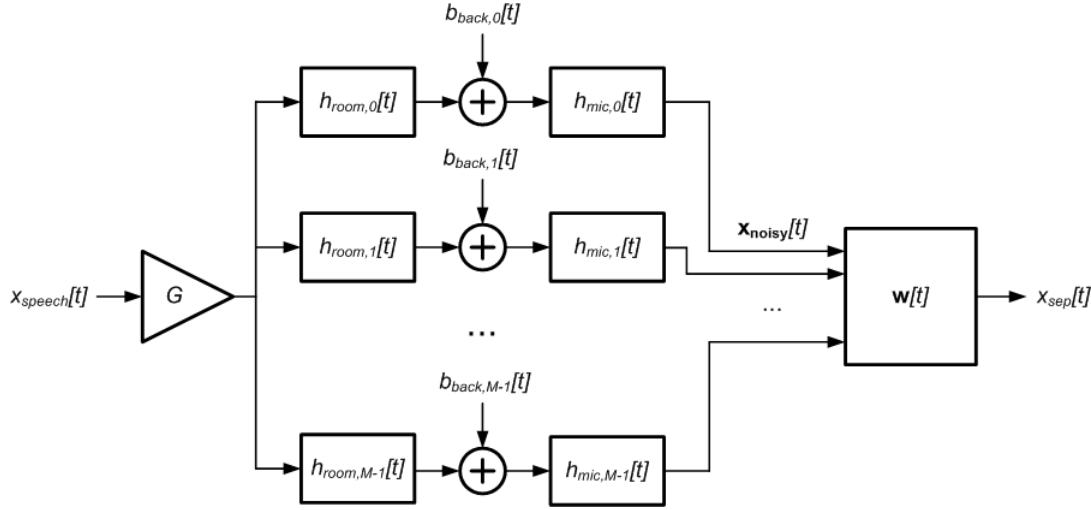 b_back,0[t]
h_room,0[t]
h_mic,0[t]
b_back,1[t]
h_room,1[t]
h_mic,1[t]
x_noisy[t]
x_speech[t]
G
w[t]
x_sep[t]
...
...
b_back,M-1[t]
h_room,M-1[t]
h_mic,M-1[t]